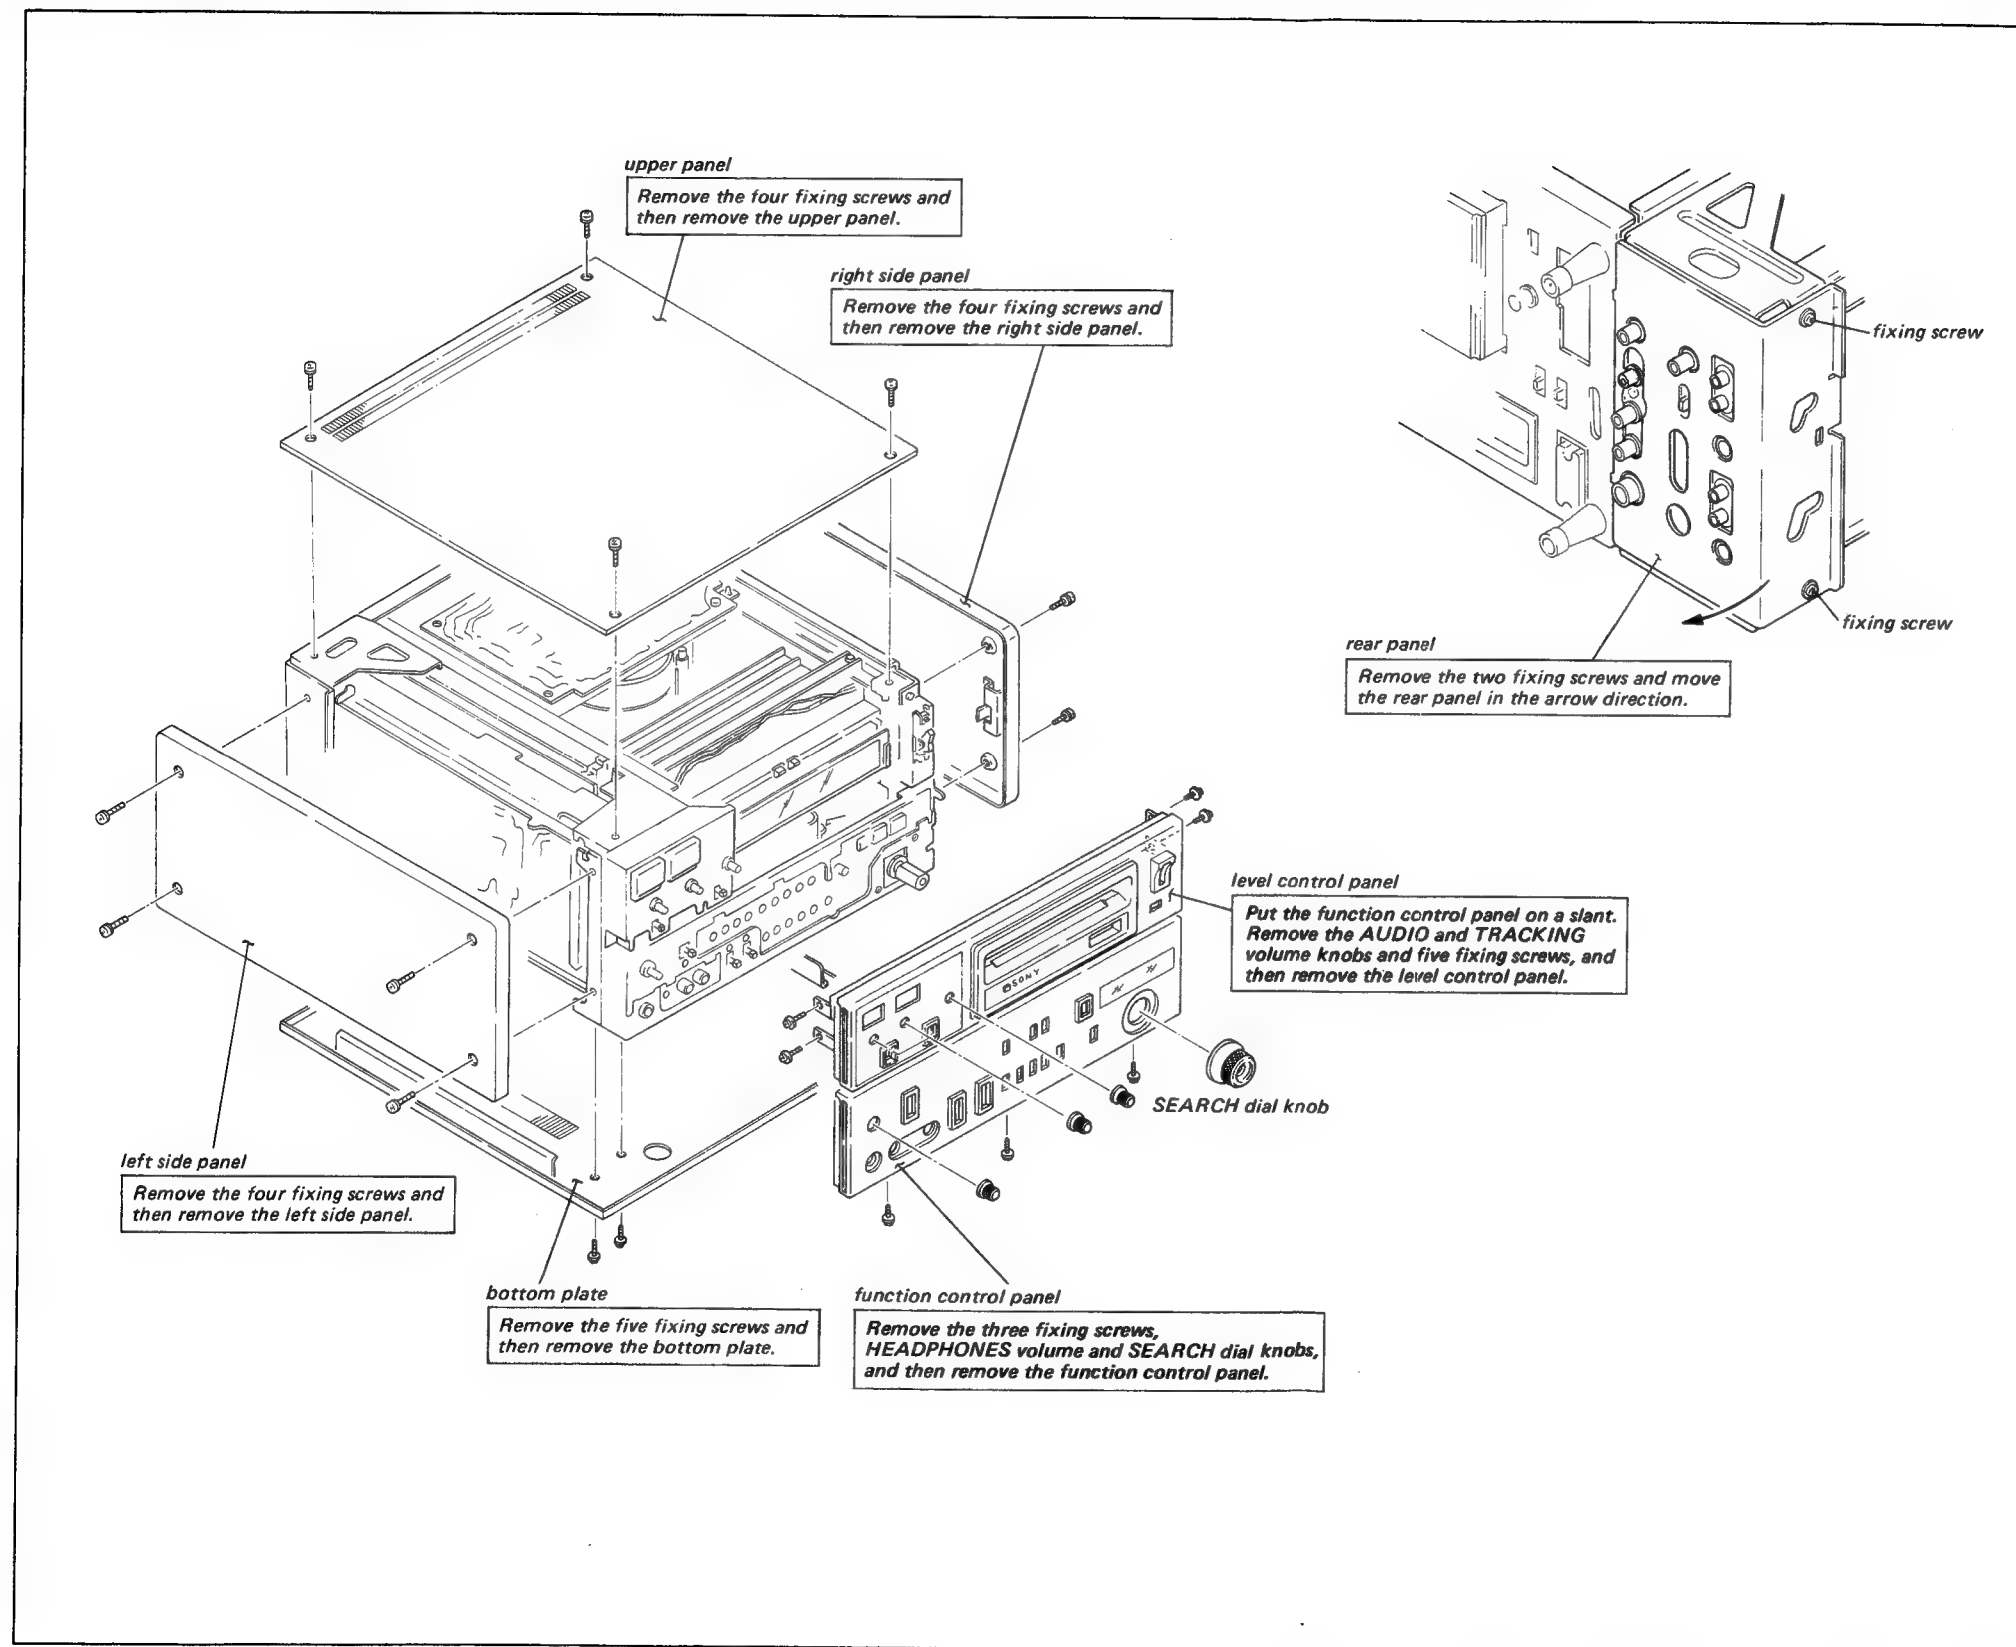 upper panel
Remove the four fixing screws and
then remove the upper panel.
right side panel
Remove the four fixing screws and
then remove the right side panel.
fixing screw
fixing screw
rear panel
Remove the two fixing screws and move
the rear panel in the arrow direction.
level control panel
Put the function control panel on a slant.
Remove the AUDIO and TRACKING
volume knobs and five fixing screws, and
then remove the level control panel.
SONY
SEARCH dial knob
left side panel
Remove the four fixing screws and
then remove the left side panel.
bottom plate
Remove the five fixing screws and
then remove the bottom plate.
function control panel
Remove the three fixing screws,
HEADPHONES volume and SEARCH dial knobs,
and then remove the function control panel.